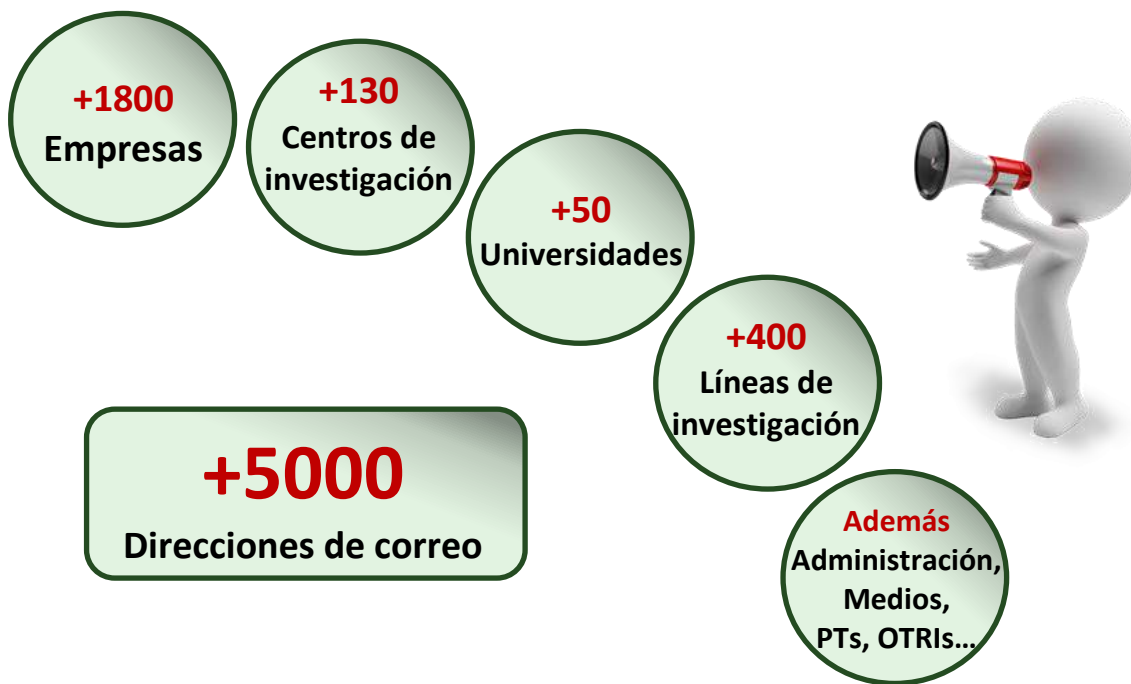 +1800
Empresas
+130
Centros de
investigación
+50
Universidades
+400
Líneas de
investigación
+5000
Direcciones de correo
Además
Administración,
Medios,
PTs, OTRIs…